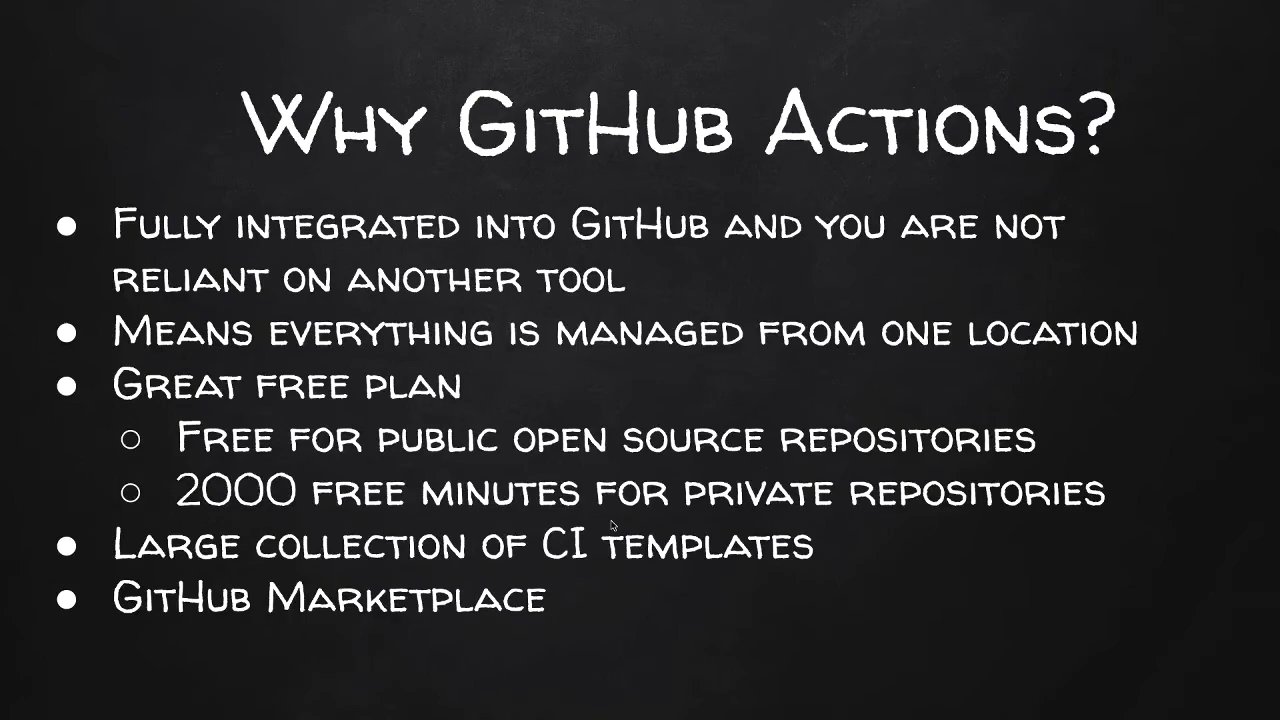 Why GitHub Actions?
● Fully integrated into GitHub and you are not
reliant on another tool
● Means everything is managed from one location
● Great free plan
○ Free for public open source repositories
○ 2000 free minutes for private repositories
● Large collection of CI templates
● GitHub Marketplace